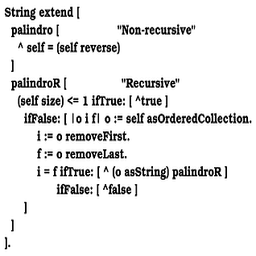 String extend [
palindro [ "Non-recursive"
^ self = (self reverse)
]
palindroR [ "Recursive"
(self size) <= 1 ifTrue: [ ^true ]
ifFalse: [ |o i f| o := self asOrderedCollection.
i := o removeFirst.
f := o removeLast.
i = f ifTrue: [ ^ (o asString) palindroR ]
ifFalse: [ ^false ]
]
]
].